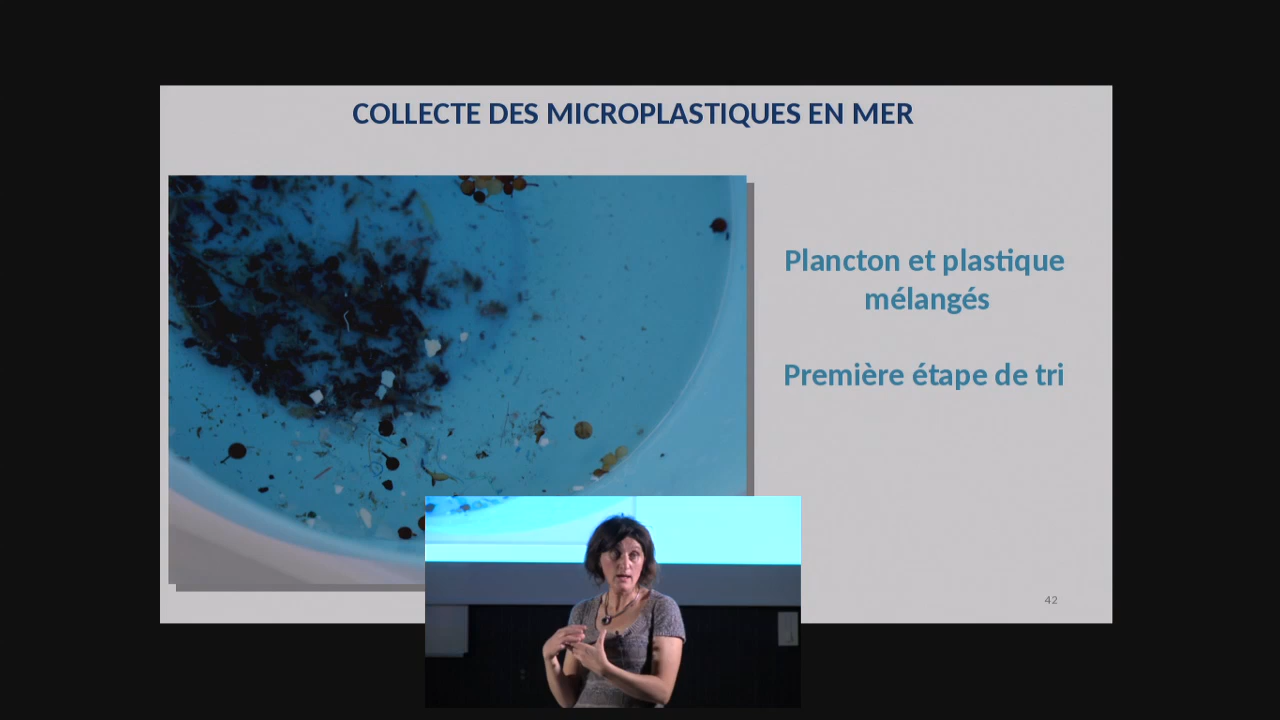 COLLECTE DES MICROPLASTIQUES EN MER
Plancton et plastique
mélangés
Première étape de tri
42